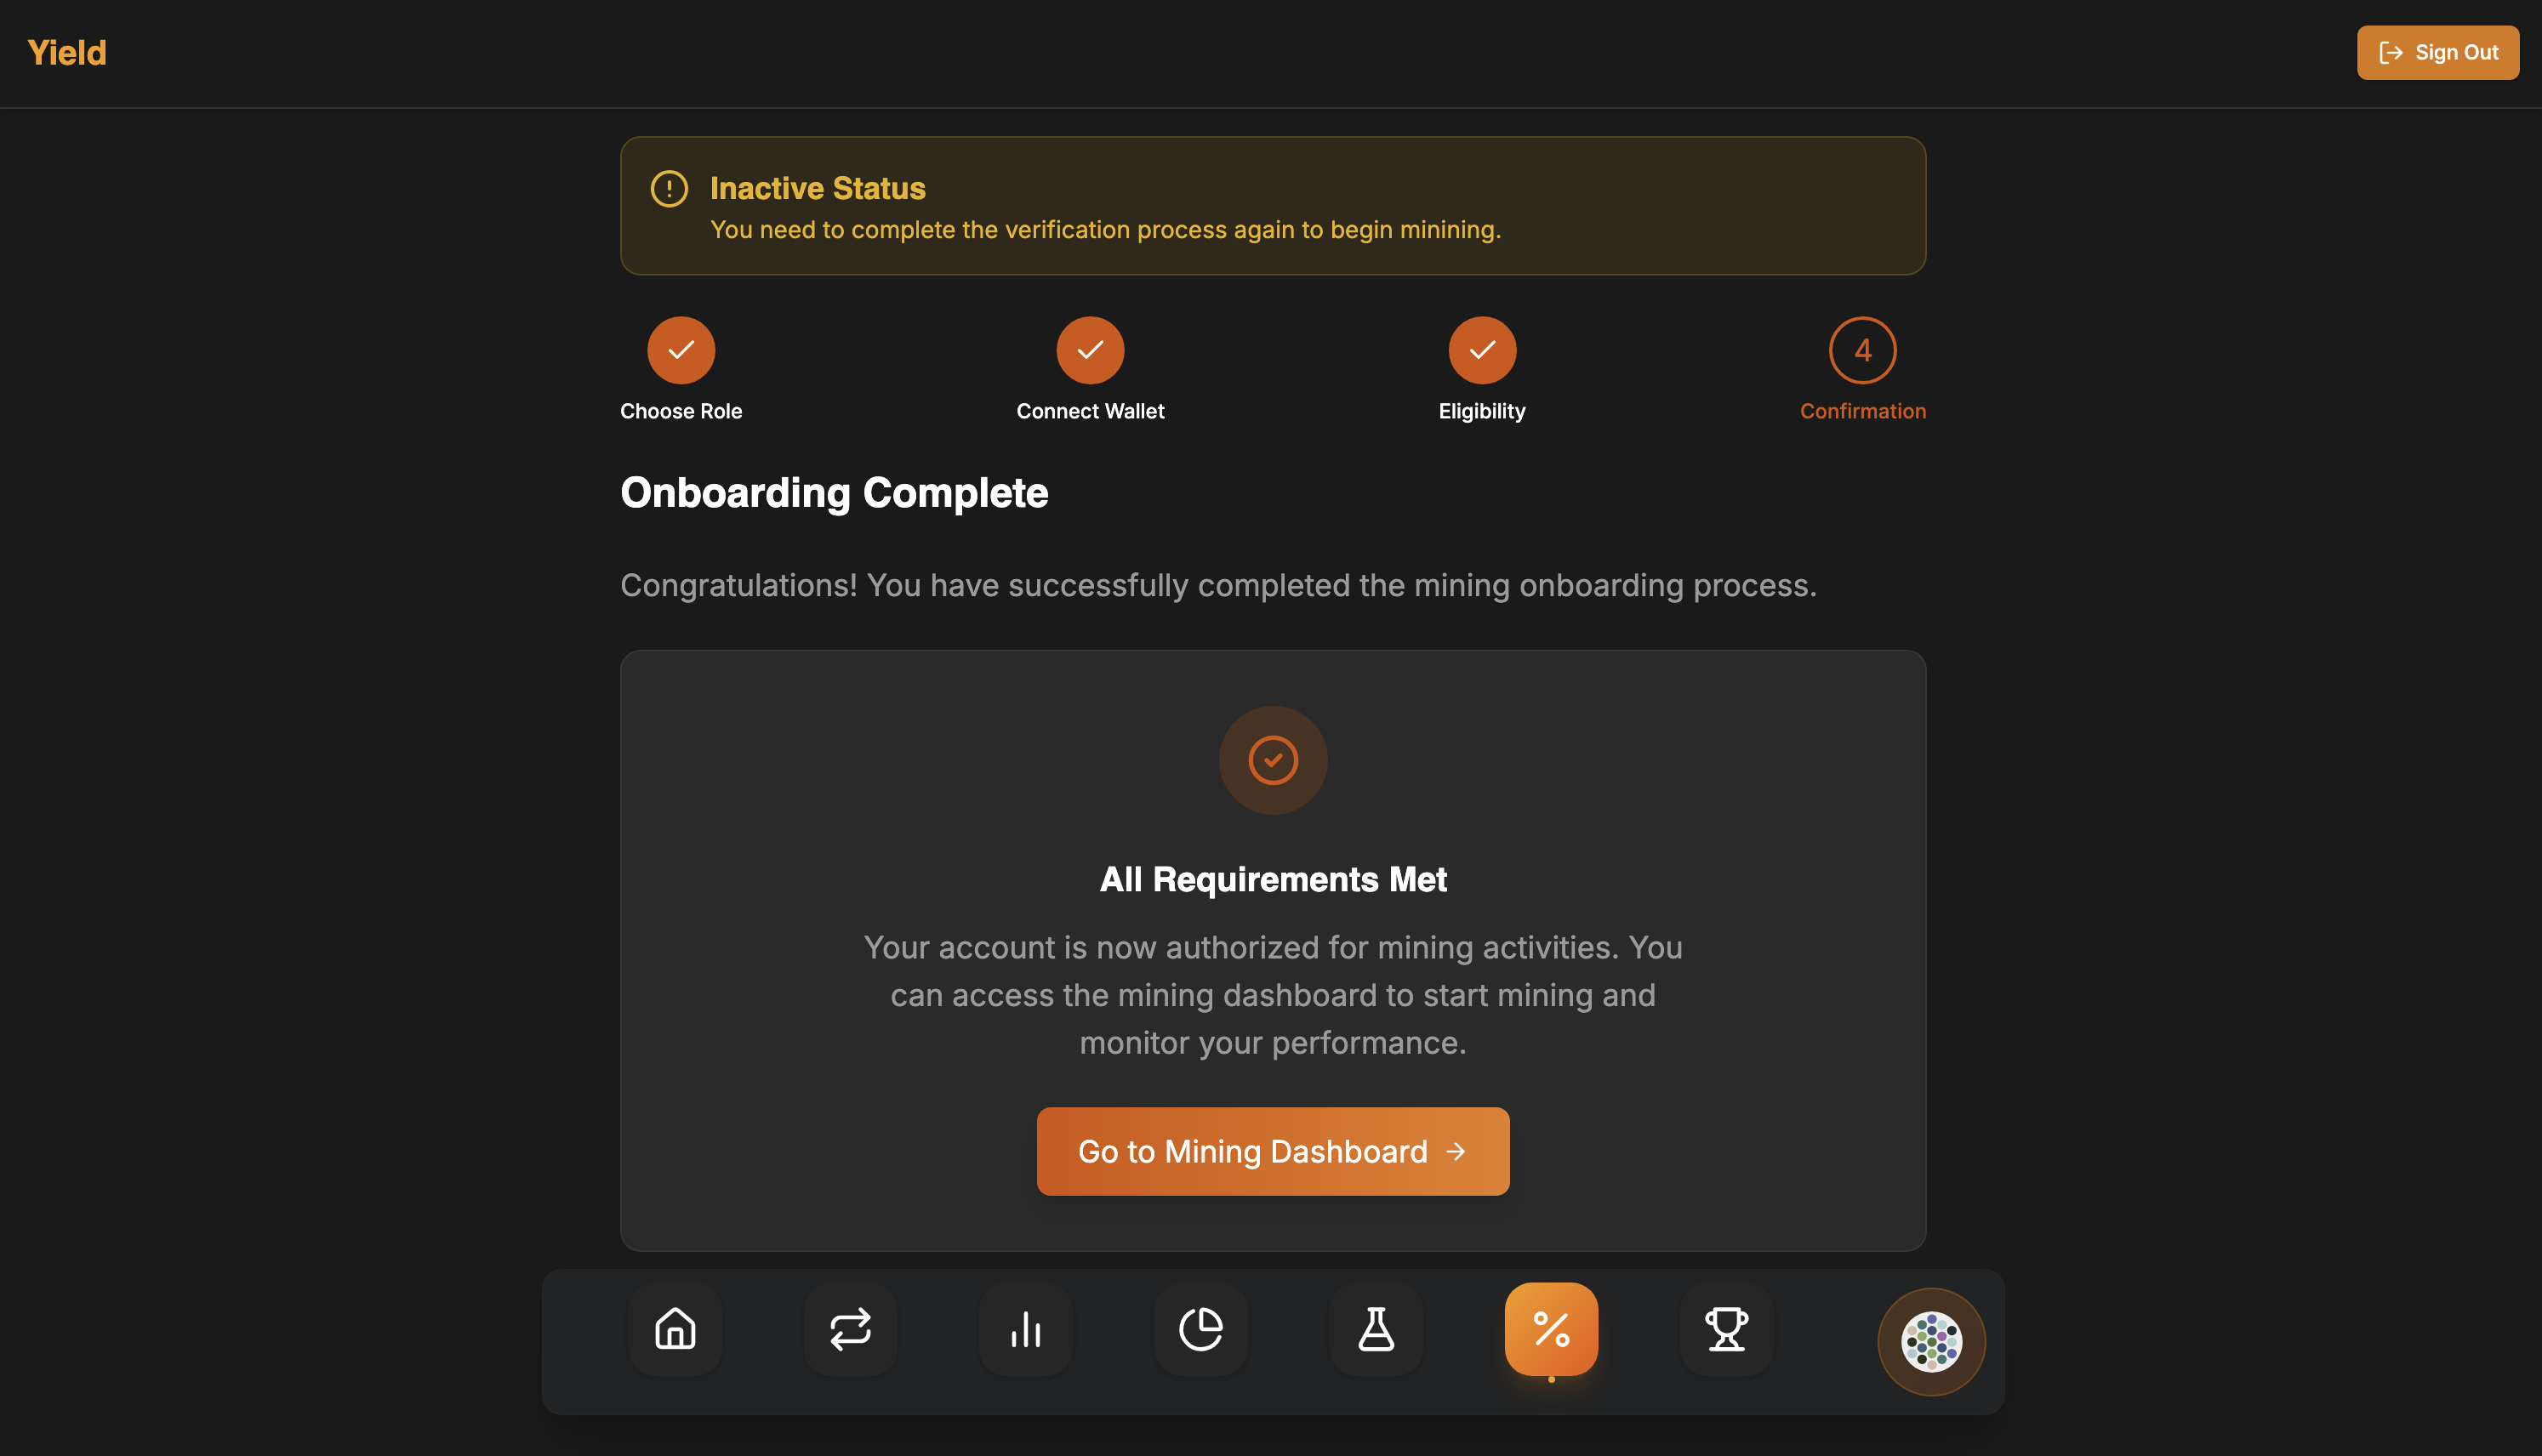 Yield
Sign Out
Inactive Status
You need to complete the verification process again to begin mining.
4
Choose Role
Connect Wallet
Eligibility
Confirmation
Onboarding Complete
Congratulations! You have successfully completed the mining onboarding process.
All Requirements Met
Your account is now authorized for mining activities. You
can access the mining dashboard to start mining and
monitor your performance.
Go to Mining Dashboard